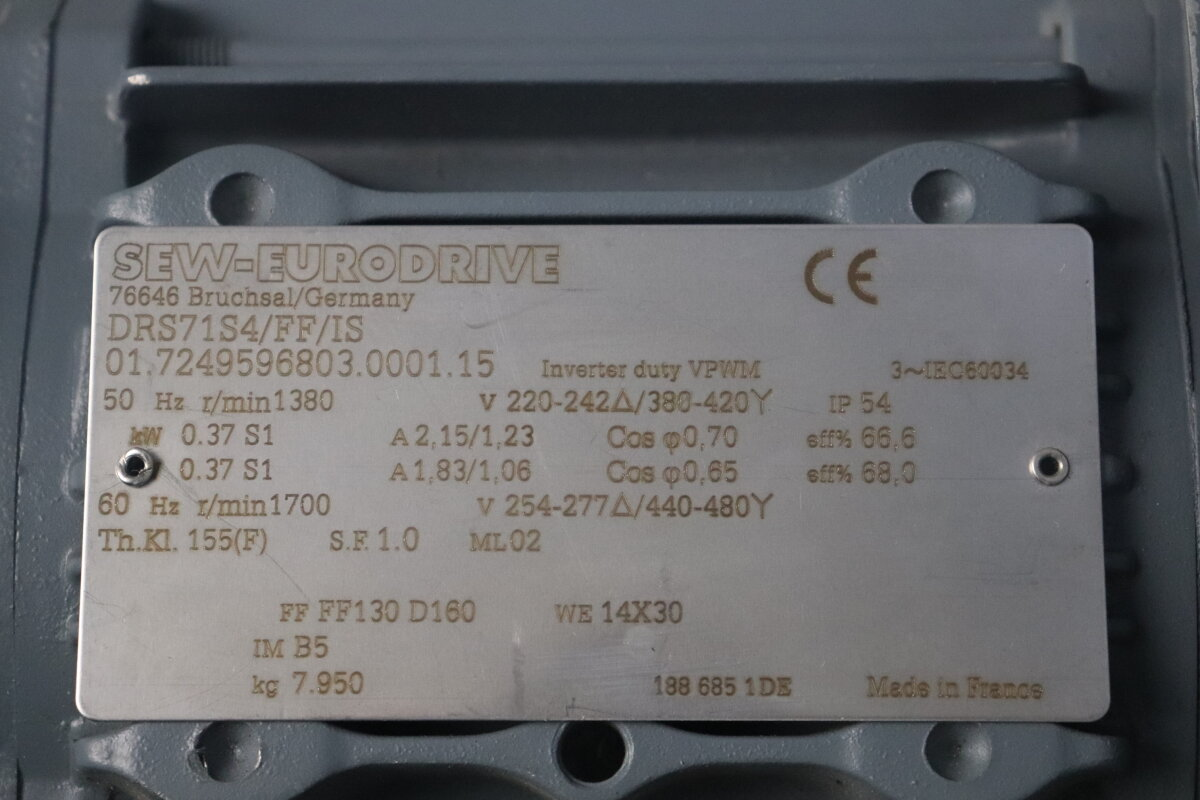 SEW-EURODRIVE CE
76646 Bruchsal/Germany
DRS71S4/FF/IS
01.7249596803.0001.15 Inverter duty VPWM 3~IEC60034
50 Hz r/min1380 V 220-242Δ/380-420Y IP 54
kW 0.37 S1 A 2,15/1,23 Cos φ0,70 eff% 66,6
0.37 S1 A 1,83/1,06 Cos φ0,65 eff% 68,0
60 Hz r/min1700 V 254-277Δ/440-480Y
Th.Kl. 155(F) S.F. 1.0 ML02
FF FF130 D160 WE 14X30
IM B5
kg 7.950 188 685 1DE Made in France